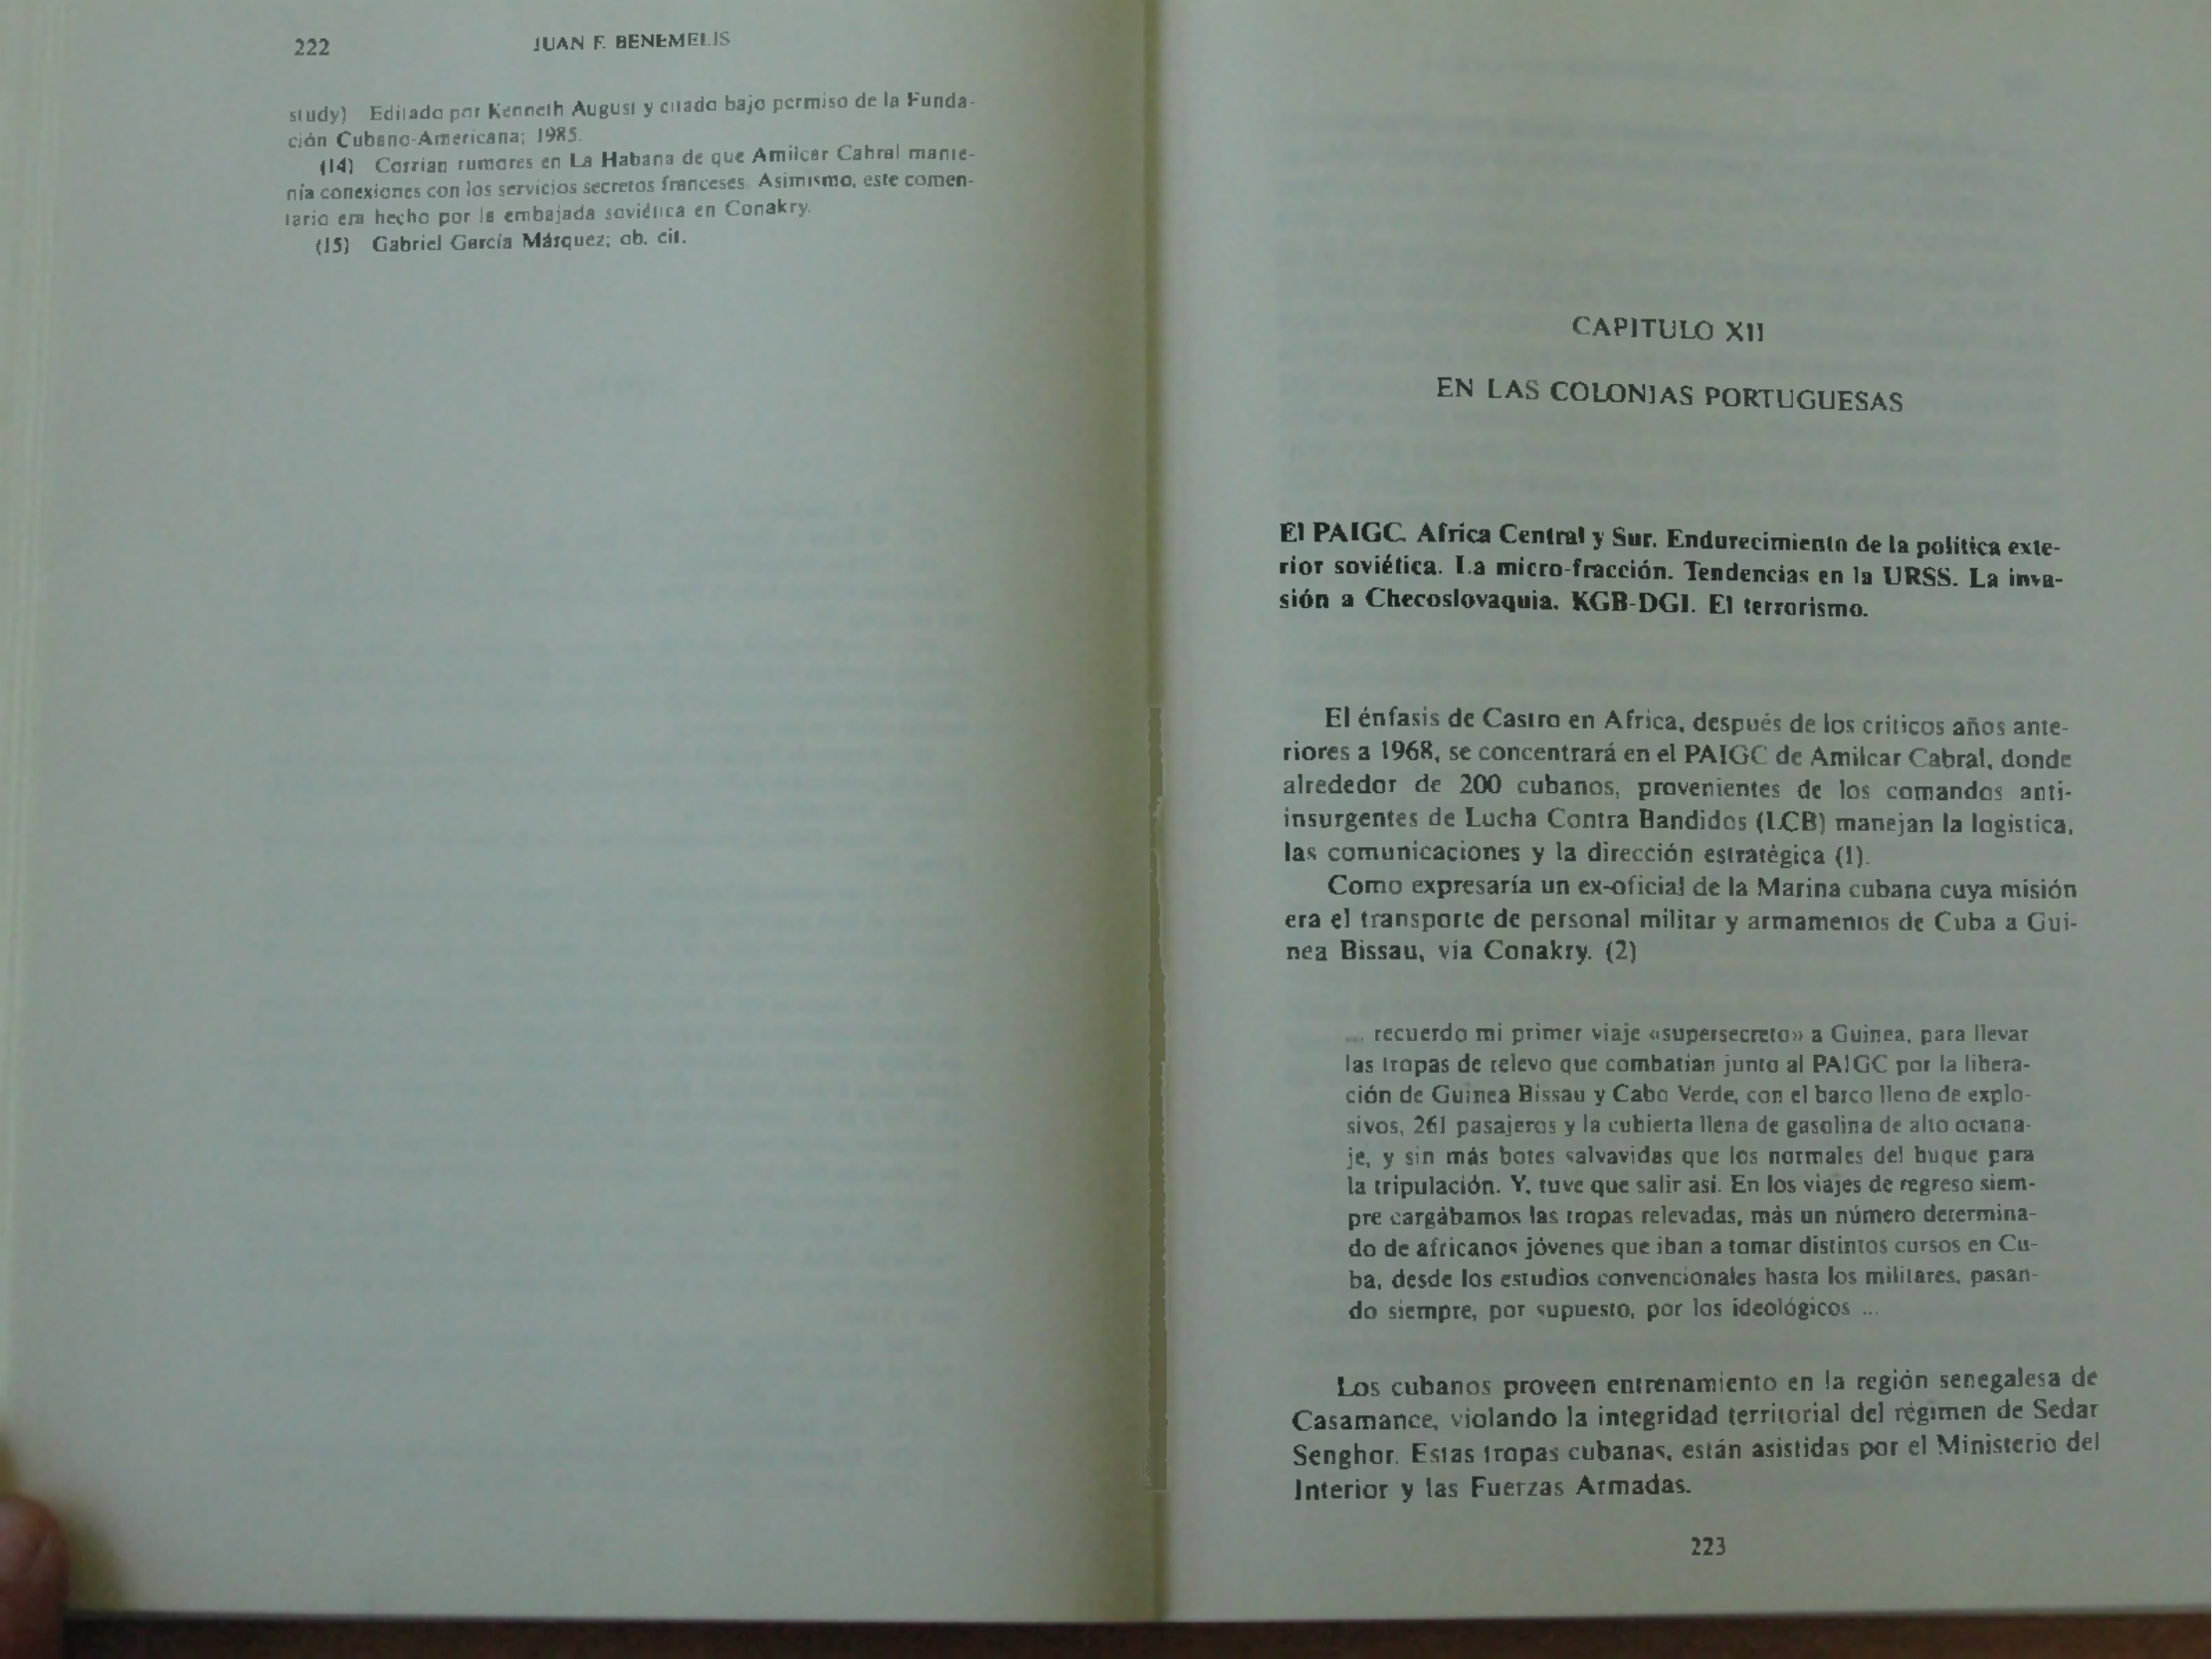 222 JUAN F. BENEMELIS
study) Editado por Kenneth August y citado bajo permiso de la Funda-
ción Cubano-Americana; 1985.
(14) Corrian rumores en La Habana de que Amilcar Cabral mante-
nía conexiones con los servicios secretos franceses. Asimismo, este comen-
tario era hecho por la embajada soviética en Conakry.
(15) Gabriel García Márquez; ob. cit.
CAPITULO XII
EN LAS COLONIAS PORTUGUESAS
El PAIGC. Africa Central y Sur. Endurecimiento de la política exte-
rior soviética. La micro-fracción. Tendencias en la URSS. La inva-
sión a Checoslovaquia. KGB-DGI. El terrorismo.
El énfasis de Castro en Africa, después de los críticos años ante-
riores a 1968, se concentrará en el PAIGC de Amilcar Cabral, donde
alrededor de 200 cubanos, provenientes de los comandos anti-
insurgentes de Lucha Contra Bandidos (LCB) manejan la logística,
las comunicaciones y la dirección estratégica (1).
Como expresaría un ex-oficial de la Marina cubana cuya misión
era el transporte de personal militar y armamentos de Cuba a Gui-
nea Bissau, via Conakry. (2)
... recuerdo mi primer viaje «supersecreto» a Guinea, para llevar
las tropas de relevo que combatian junto al PAIGC por la libera-
ción de Guinea Bissau y Cabo Verde, con el barco lleno de explo-
sivos, 261 pasajeros y la cubierta llena de gasolina de alto octana-
je, y sin más botes salvavidas que los normales del buque para
la tripulación. Y, tuve que salir así. En los viajes de regreso siem-
pre cargábamos las tropas relevadas, más un número determina-
do de africanos jóvenes que iban a tomar distintos cursos en Cu-
ba, desde los estudios convencionales hasta los militares, pasan-
do siempre, por supuesto, por los ideológicos ...
Los cubanos proveen entrenamiento en la región senegalesa de
Casamance, violando la integridad territorial del régimen de Sedar
Senghor. Estas tropas cubanas, están asistidas por el Ministerio del
Interior y las Fuerzas Armadas.
223